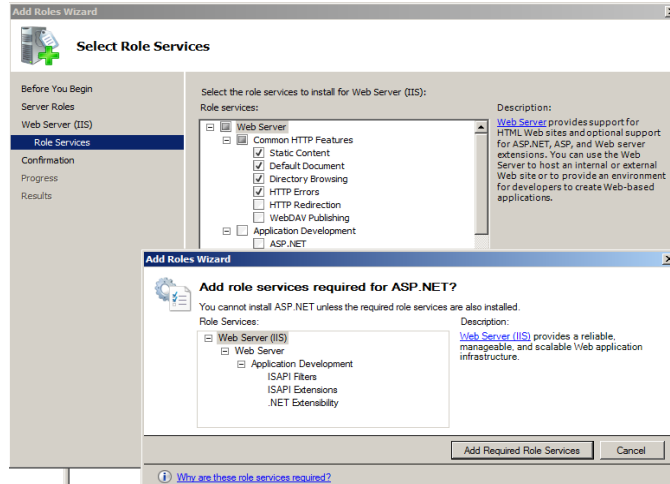 Add Roles Wizard
Select Role Services
Before You Begin
Server Roles
Web Server (IIS)
Role Services
Confirmation
Progress
Results
Select the role services to install for Web Server (IIS):
Role services:
Web Server
Common HTTP Features
Static Content
Default Document
Directory Browsing
HTTP Errors
HTTP Redirection
WebDAV Publishing
Application Development
ASP.NET
Description:
Web Server provides support for
HTML Web sites and optional support
for ASP.NET, ASP, and Web server
extensions. You can use the Web
Server to host an internal or external
Web site or to provide an environment
for developers to create Web-based
applications.
Add Roles Wizard
Add role services required for ASP.NET?
You cannot install ASP.NET unless the required role services are also installed.
Role Services:
Web Server (IIS)
Web Server
Application Development
ISAPI Filters
ISAPI Extensions
.NET Extensibility
Description:
Web Server (IIS) provides a reliable,
manageable, and scalable Web application
infrastructure.
Add Required Role Services
Cancel
Why are these role services required?